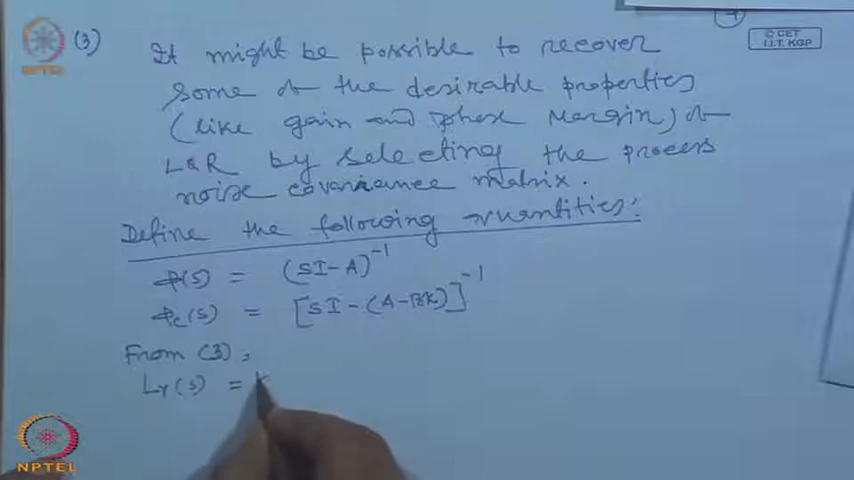 (3)
© CET
I.I.T. KGP
NPTEL
It might be possible to recover
some of the desirable properties
(like gain and phase Margin) of
LQR by selecting the process
noise covariance matrix.
Define the following quantities:
ϕ(s) = (sI-A)⁻¹
ϕc(s) = [sI-(A-BK)]⁻¹
From (3),
Lr(s) =
NPTEL